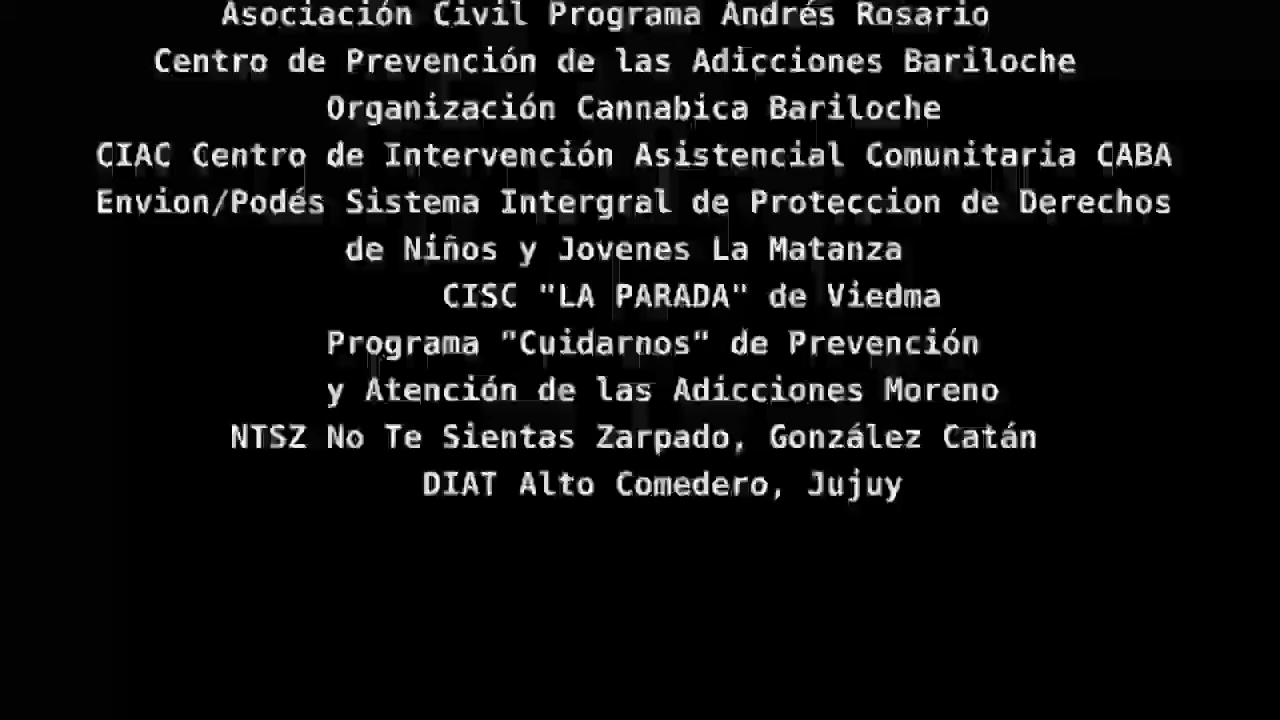 Asociación Civil Programa Andrés Rosario
Centro de Prevención de las Adicciones Bariloche
Organización Cannabica Bariloche
CIAC Centro de Intervención Asistencial Comunitaria CABA
Envion/Podés Sistema Intergral de Proteccion de Derechos
de Niños y Jovenes La Matanza
CISC "LA PARADA" de Viedma
Programa "Cuidarnos" de Prevención
y Atención de las Adicciones Moreno
NTSZ No Te Sientas Zarpado, González Catán
DIAT Alto Comedero, Jujuy